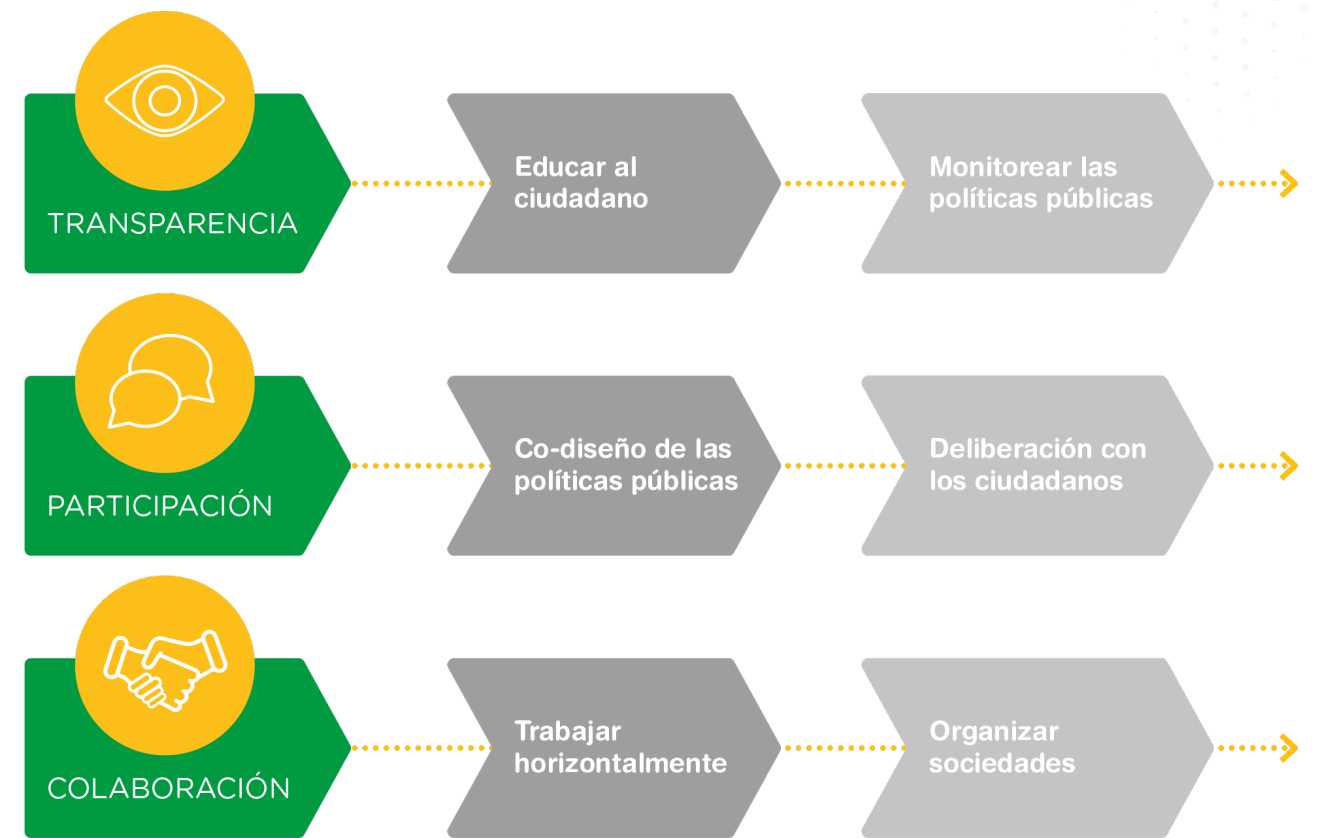 TRANSPARENCIA
Educar al
ciudadano
Monitorear las
políticas públicas
PARTICIPACIÓN
Co-diseño de las
políticas públicas
Deliberación con
los ciudadanos
COLABORACIÓN
Trabajar
horizontalmente
Organizar
sociedades